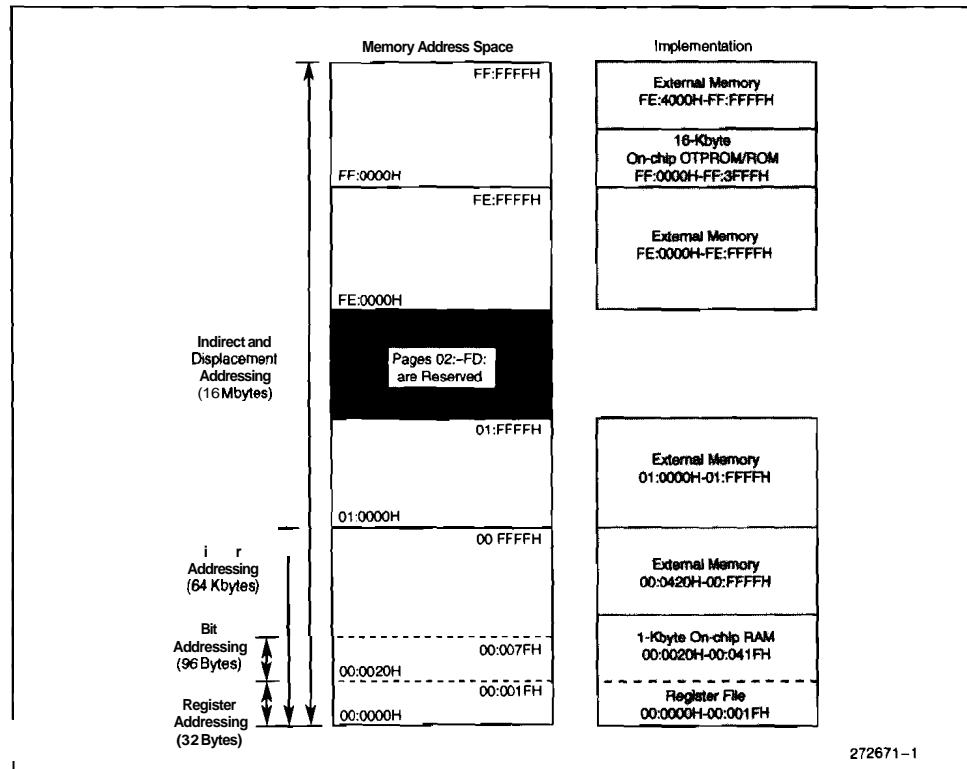 Memory Address Space
Implementation
FF:FFFFH
FF:0000H
FE:FFFFH
FE:0000H
Pages 02:-FD:
are Reserved
01:FFFFH
01:0000H
00 FFFFH
00:007FH
00:0020H
00:001FH
00:0000H
Indirect and
Displacement
Addressing
(16 Mbytes)
i r
Addressing
(64 Kbytes)
Bit
Addressing
(96 Bytes)
Register
Addressing
(32 Bytes)
External Memory
FE:4000H-FF:FFFFH
16-Kbyte
On-chip OTPROM/ROM
FF:0000H-FF:3FFFH
External Memory
FE:0000H-FE:FFFFH
External Memory
01:0000H-01:FFFFH
External Memory
00:0420H-00:FFFFH
1-Kbyte On-chip RAM
00:0020H-00:041FH
Register File
00:0000H-00:001FH
272671-1